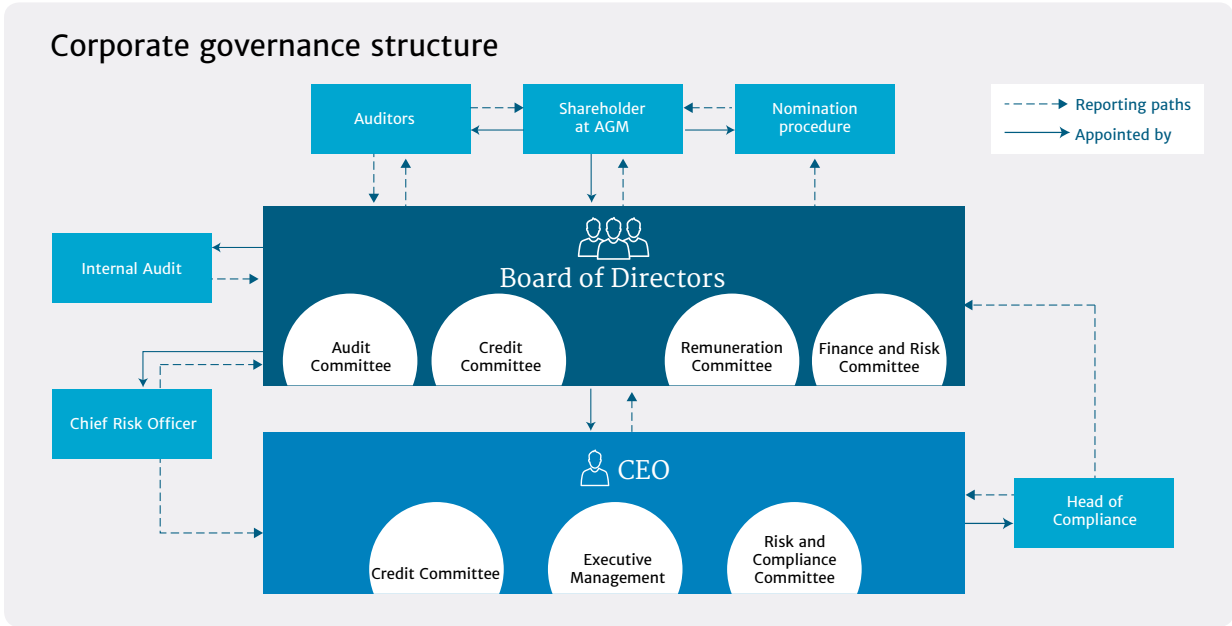 Corporate governance structure
Auditors
Shareholder
at AGM
Nomination
procedure
Reporting paths
Appointed by
Internal Audit
Board of Directors
Audit
Committee
Credit
Committee
Remuneration
Committee
Finance and Risk
Committee
Chief Risk Officer
CEO
Credit Committee
Executive
Management
Risk and
Compliance
Committee
Head of
Compliance